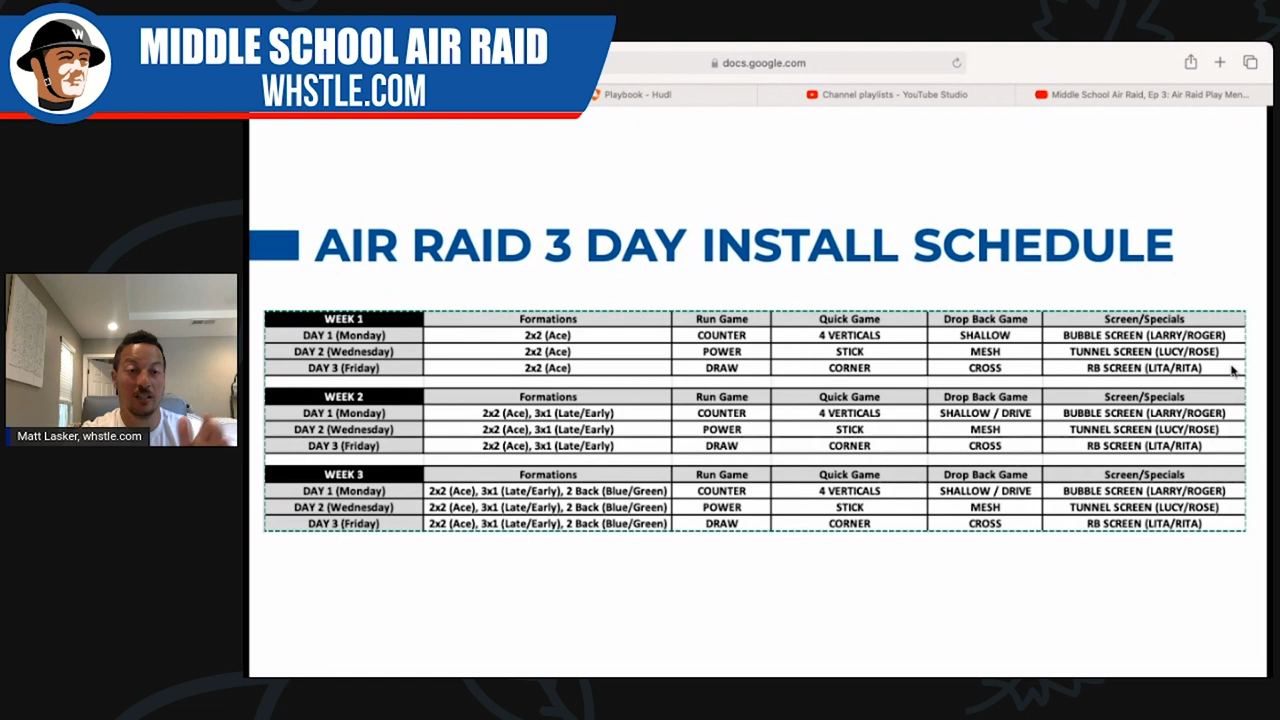 W
MIDDLE SCHOOL AIR RAID
WHSTLE.COM
docs.google.com
Playbook - Hudl
Channel playlists - YouTube Studio
Middle School Air Raid, Ep 3: Air Raid Play Men...
AIR RAID 3 DAY INSTALL SCHEDULE
WEEK 1 Formations Run Game Quick Game Drop Back Game Screen/Specials
DAY 1 (Monday) 2x2 (Ace) COUNTER 4 VERTICALS SHALLOW BUBBLE SCREEN (LARRY/ROGER)
DAY 2 (Wednesday) 2x2 (Ace) POWER STICK MESH TUNNEL SCREEN (LUCY/ROSE)
DAY 3 (Friday) 2x2 (Ace) DRAW CORNER CROSS RB SCREEN (LITA/RITA)
WEEK 2 Formations Run Game Quick Game Drop Back Game Screen/Specials
DAY 1 (Monday) 2x2 (Ace), 3x1 (Late/Early) COUNTER 4 VERTICALS SHALLOW / DRIVE BUBBLE SCREEN (LARRY/ROGER)
DAY 2 (Wednesday) 2x2 (Ace), 3x1 (Late/Early) POWER STICK MESH TUNNEL SCREEN (LUCY/ROSE)
DAY 3 (Friday) 2x2 (Ace), 3x1 (Late/Early) DRAW CORNER CROSS RB SCREEN (LITA/RITA)
WEEK 3 Formations Run Game Quick Game Drop Back Game Screen/Specials
DAY 1 (Monday) 2x2 (Ace), 3x1 (Late/Early), 2 Back (Blue/Green) COUNTER 4 VERTICALS SHALLOW / DRIVE BUBBLE SCREEN (LARRY/ROGER)
DAY 2 (Wednesday) 2x2 (Ace), 3x1 (Late/Early), 2 Back (Blue/Green) POWER STICK MESH TUNNEL SCREEN (LUCY/ROSE)
DAY 3 (Friday) 2x2 (Ace), 3x1 (Late/Early), 2 Back (Blue/Green) DRAW CORNER CROSS RB SCREEN (LITA/RITA)
Matt Lasker, whstle.com